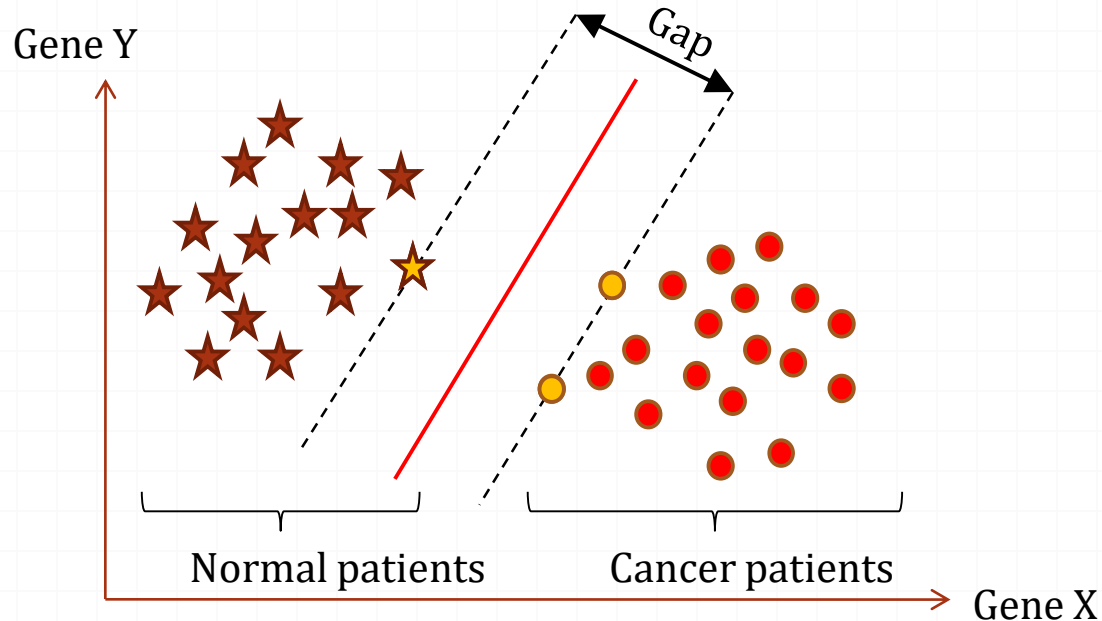 Gene Y
Gap
Normal patients
Cancer patients
Gene X